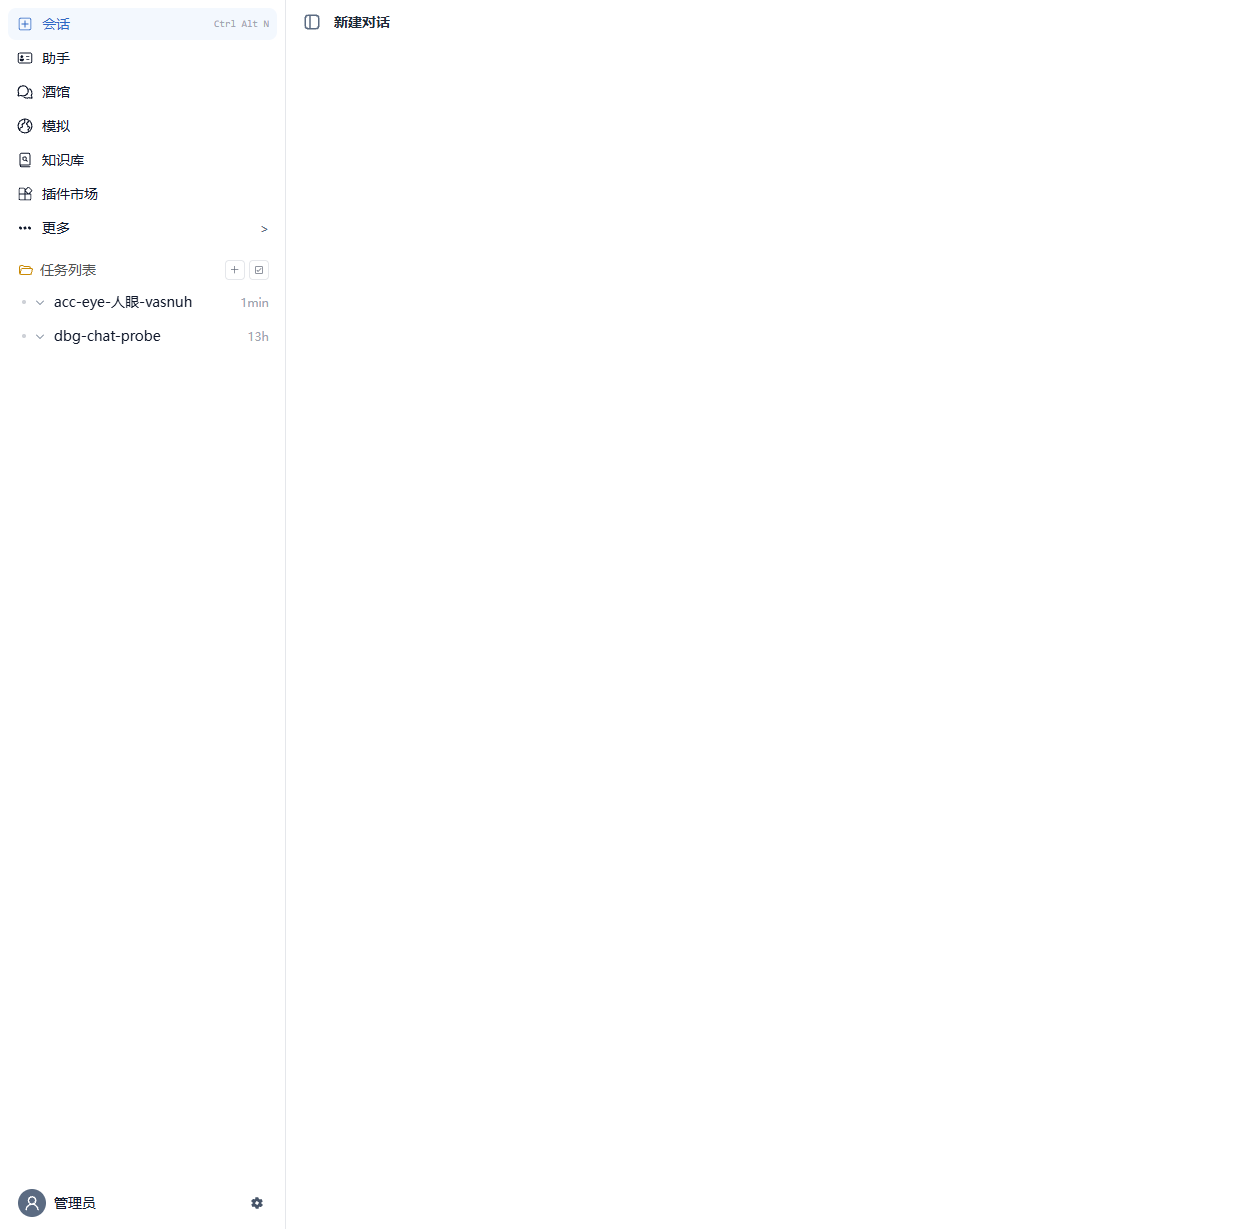 会话 Ctrl Alt N
助手
酒馆
模拟
知识库
插件市场
更多 >
任务列表
acc-eye-人眼-vasnuh 1min
dbg-chat-probe 13h
管理员
新建对话